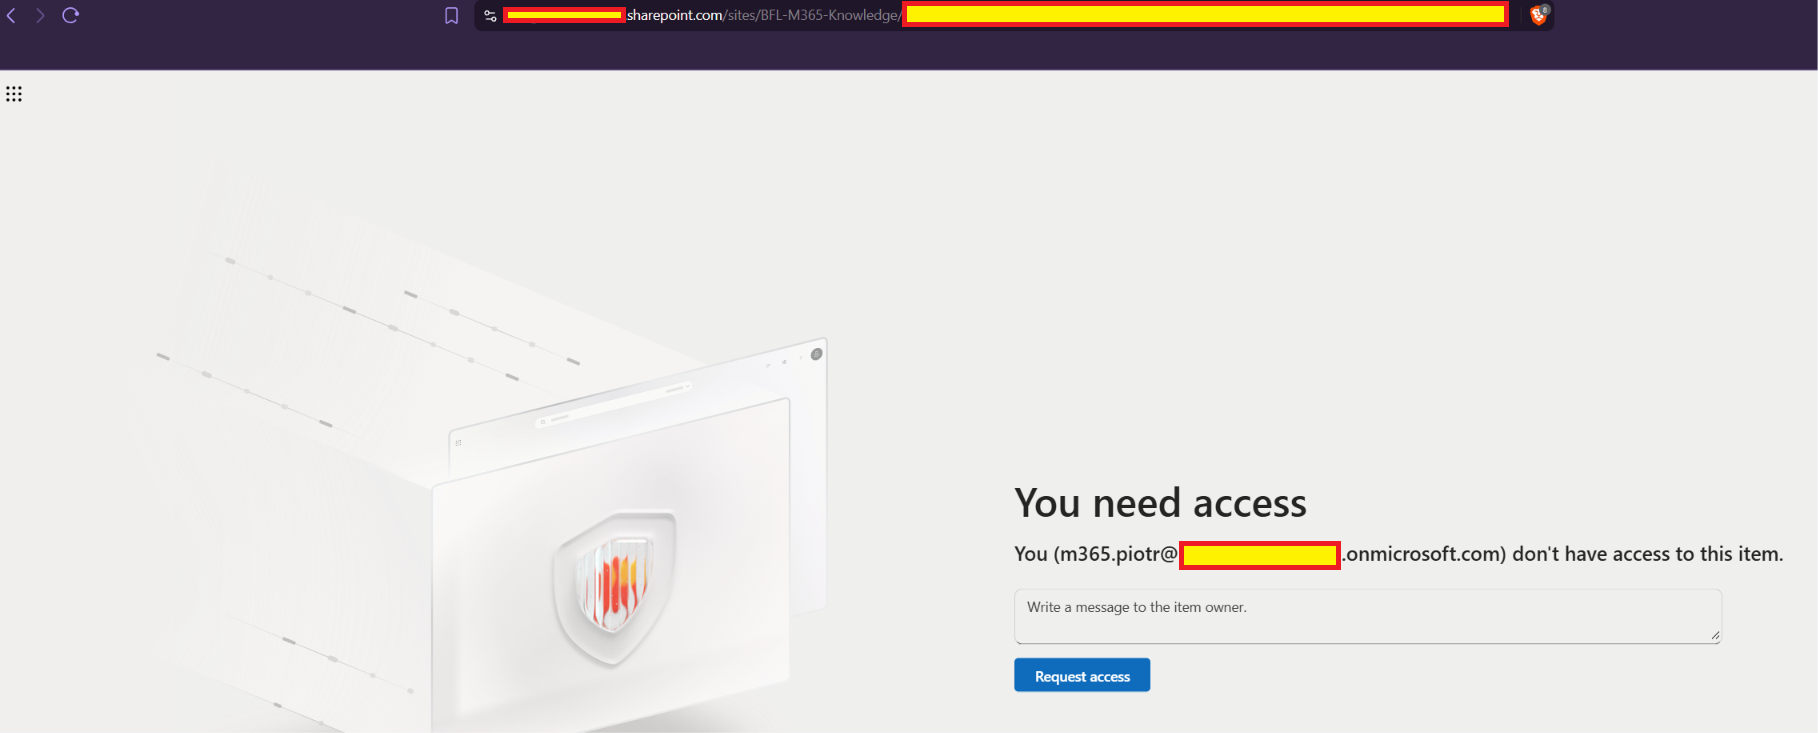 .sharepoint.com/sites/BFL-M365-Knowledge/
8
You need access
You (m365.piotr@ .onmicrosoft.com) don't have access to this item.
Write a message to the item owner.
Request access